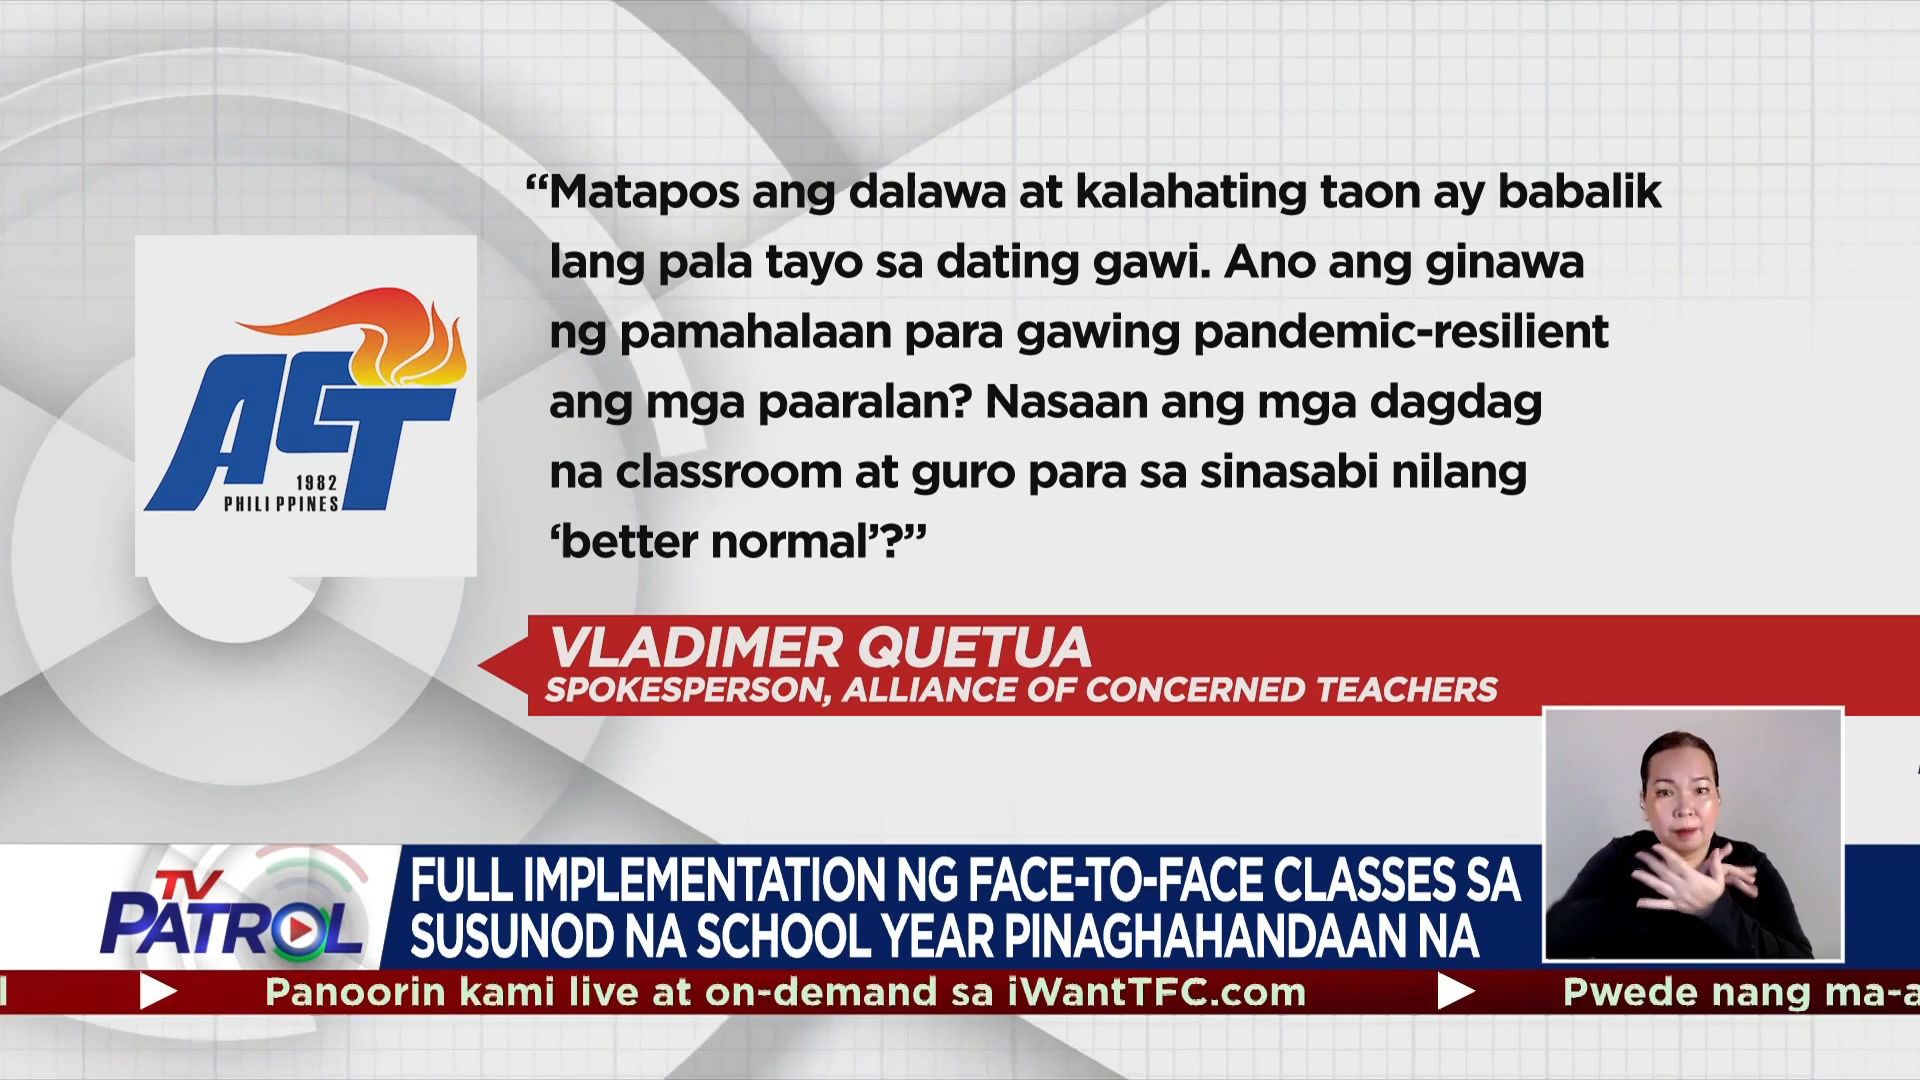 “Matapos ang dalawa at kalahating taon ay babalik
lang pala tayo sa dating gawi. Ano ang ginawa
ng pamahalaan para gawing pandemic-resilient
ang mga paaralan? Nasaan ang mga dagdag
na classroom at guro para sa sinasabi nilang
‘better normal’?”
ACT
1982
PHILIPPINES
VLADIMER QUETUA
SPOKESPERSON, ALLIANCE OF CONCERNED TEACHERS
TV
PATROL
FULL IMPLEMENTATION NG FACE-TO-FACE CLASSES SA
SUSUNOD NA SCHOOL YEAR PINAGHAHANDAAN NA
Panoorin kami live at on-demand sa iWantTFC.com Pwede nang ma-a